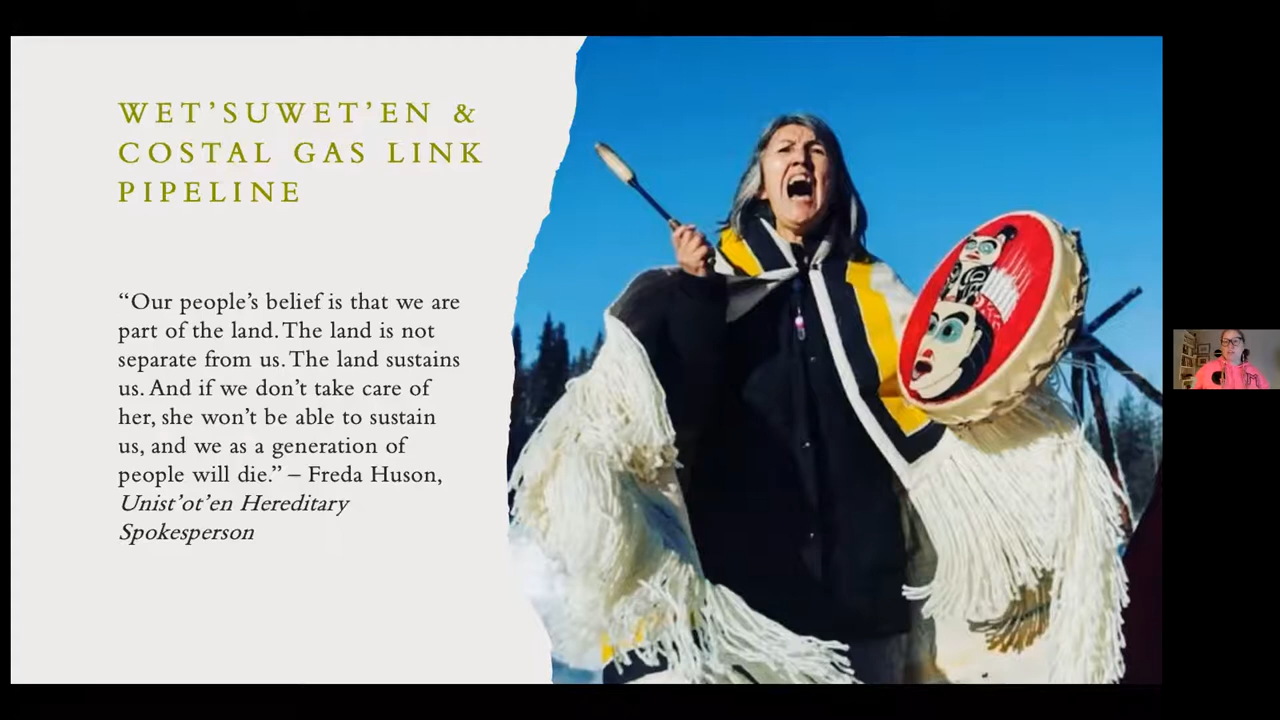 WET’SUWET’EN &
COSTAL GAS LINK
PIPELINE
“Our people’s belief is that we are
part of the land. The land is not
separate from us. The land sustains
us. And if we don’t take care of
her, she won’t be able to sustain
us, and we as a generation of
people will die.” – Freda Huson,
Unist’ot’en Hereditary
Spokesperson